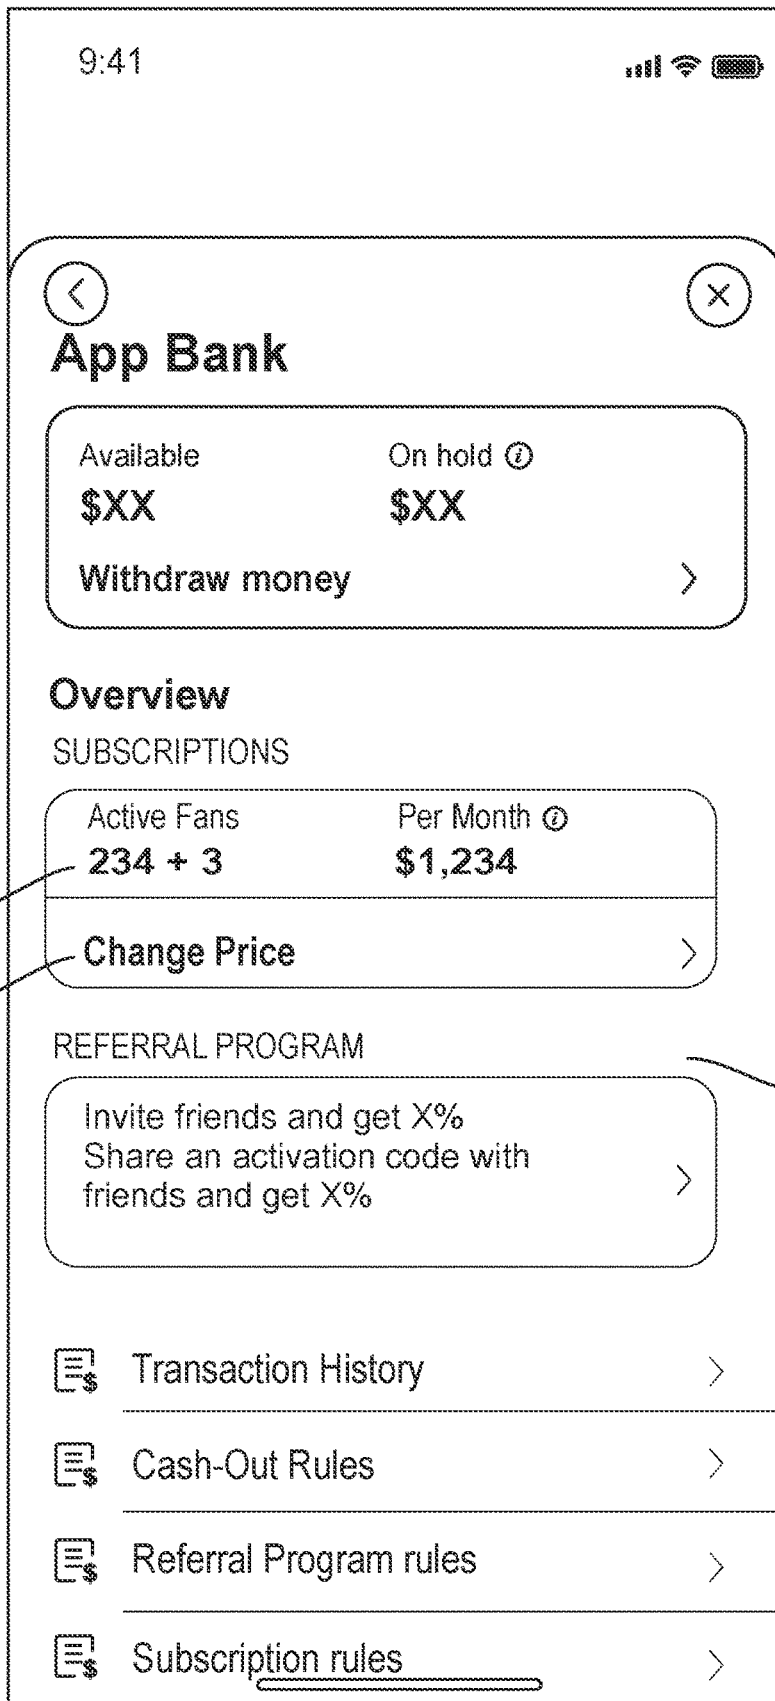 9:41
App Bank
Available On hold
$XX $XX
Withdraw money
Overview
SUBSCRIPTIONS
Active Fans Per Month
234 + 3 $1,234
Change Price
REFERRAL PROGRAM
Invite friends and get X%
Share an activation code with
friends and get X%
Transaction History
Cash-Out Rules
Referral Program rules
Subscription rules